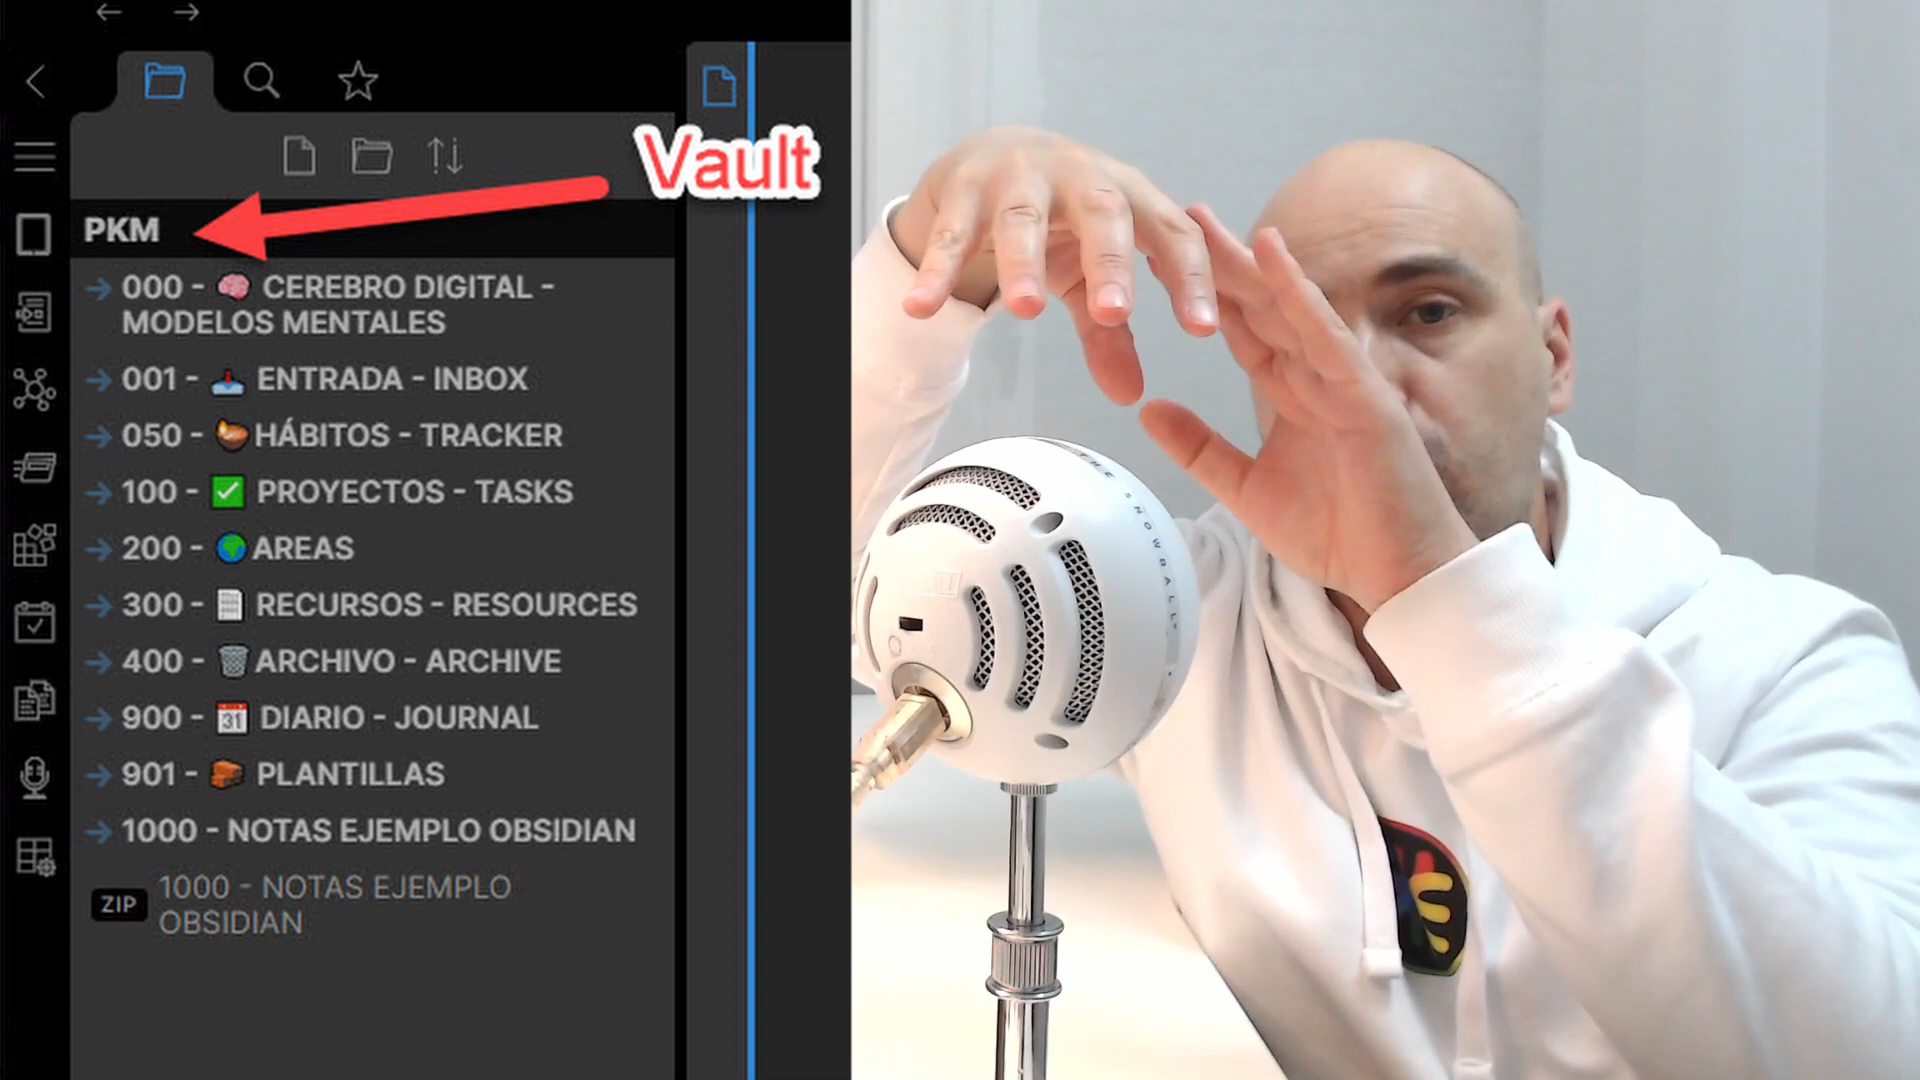 Vault
PKM
000 - 🧠 CEREBRO DIGITAL -
MODELOS MENTALES
001 - 📥 ENTRADA - INBOX
050 - 🪔 HÁBITOS - TRACKER
100 - ✅ PROYECTOS - TASKS
200 - 🌍 AREAS
300 - 📄 RECURSOS - RESOURCES
400 - 🗑️ ARCHIVO - ARCHIVE
900 - 📅 DIARIO - JOURNAL
901 - 🧱 PLANTILLAS
1000 - NOTAS EJEMPLO OBSIDIAN
ZIP 1000 - NOTAS EJEMPLO
OBSIDIAN
THE SNOWBALL